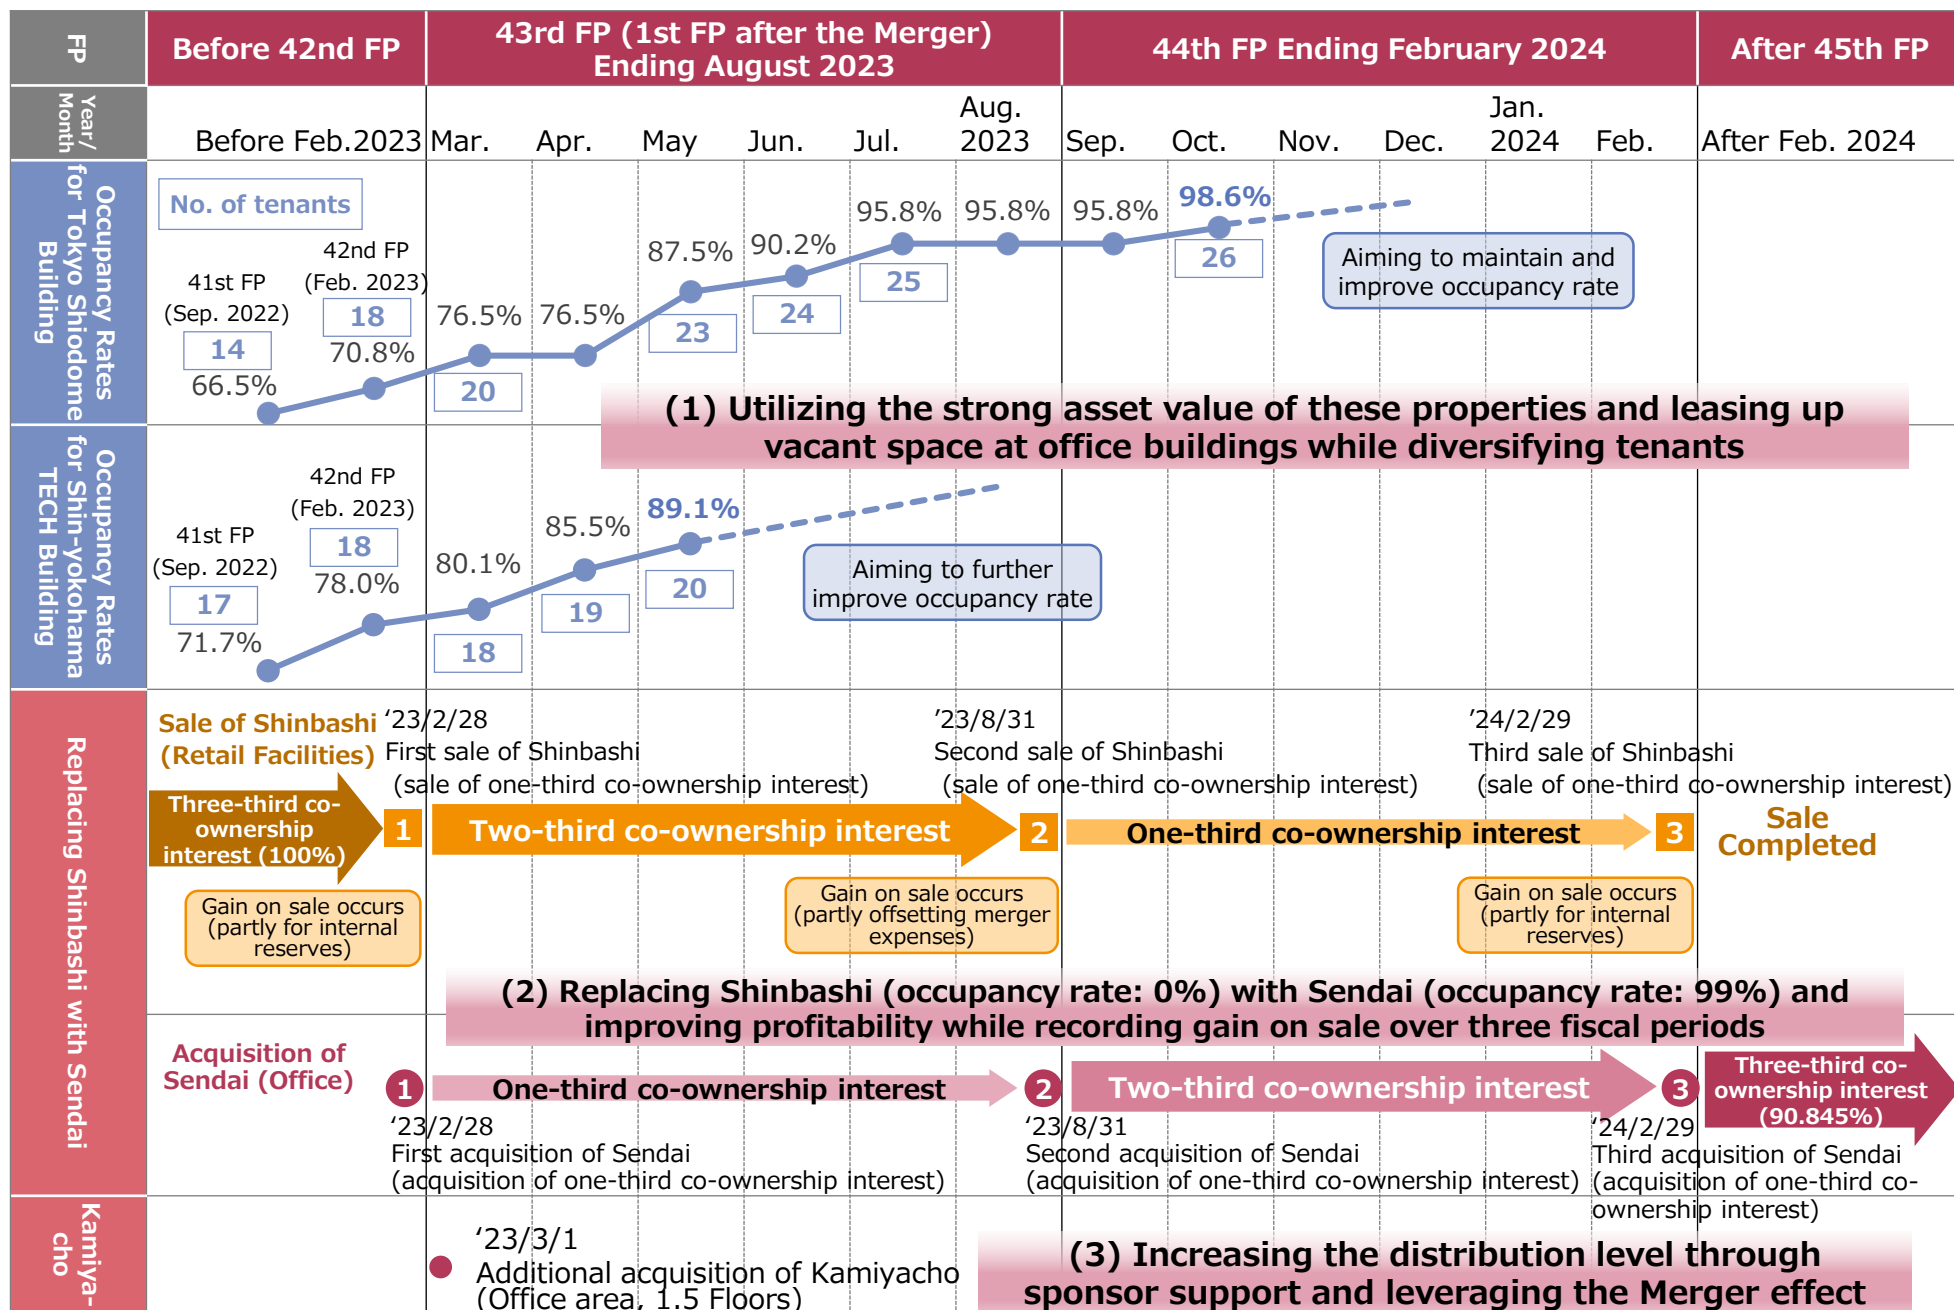 FP
Before 42nd FP
43rd FP (1st FP after the Merger)
Ending August 2023
44th FP Ending February 2024
After 45th FP
Year/
Month
Before Feb.2023
Mar.
Apr.
May
Jun.
Jul.
Aug.
2023
Sep.
Oct.
Nov.
Dec.
Jan.
2024
Feb.
After Feb. 2024
Occupancy Rates
for Tokyo Shiodome
Building
No. of tenants
41st FP
(Sep. 2022)
14
66.5%
42nd FP
(Feb. 2023)
18
70.8%
76.5%
20
76.5%
87.5%
23
90.2%
24
95.8%
25
95.8%
95.8%
98.6%
26
Aiming to maintain and
improve occupancy rate
(1) Utilizing the strong asset value of these properties and leasing up
vacant space at office buildings while diversifying tenants
Occupancy Rates
for Shin-yokohama
TECH Building
41st FP
(Sep. 2022)
17
71.7%
42nd FP
(Feb. 2023)
18
78.0%
80.1%
18
85.5%
19
89.1%
20
Aiming to further
improve occupancy rate
Replacing Shinbashi with Sendai
Sale of Shinbashi
(Retail Facilities)
‘23/2/28
First sale of Shinbashi
(sale of one-third co-ownership interest)
’23/8/31
Second sale of Shinbashi
(sale of one-third co-ownership interest)
’24/2/29
Third sale of Shinbashi
(sale of one-third co-ownership interest)
Three-third co-
ownership
interest (100%)
1
Two-third co-ownership interest
2
One-third co-ownership interest
3
Sale
Completed
Gain on sale occurs
(partly for internal
reserves)
Gain on sale occurs
(partly offsetting merger
expenses)
Gain on sale occurs
(partly for internal
reserves)
(2) Replacing Shinbashi (occupancy rate: 0%) with Sendai (occupancy rate: 99%) and
improving profitability while recording gain on sale over three fiscal periods
Acquisition of
Sendai (Office)
1
One-third co-ownership interest
2
Two-third co-ownership interest
3
Three-third co-
ownership interest
(90.845%)
‘23/2/28
First acquisition of Sendai
(acquisition of one-third co-ownership interest)
‘23/8/31
Second acquisition of Sendai
(acquisition of one-third co-ownership interest)
‘24/2/29
Third acquisition of Sendai
(acquisition of one-third co-
ownership interest)
Kamiya-
cho
‘23/3/1
Additional acquisition of Kamiyacho
(Office area, 1.5 Floors)
(3) Increasing the distribution level through
sponsor support and leveraging the Merger effect